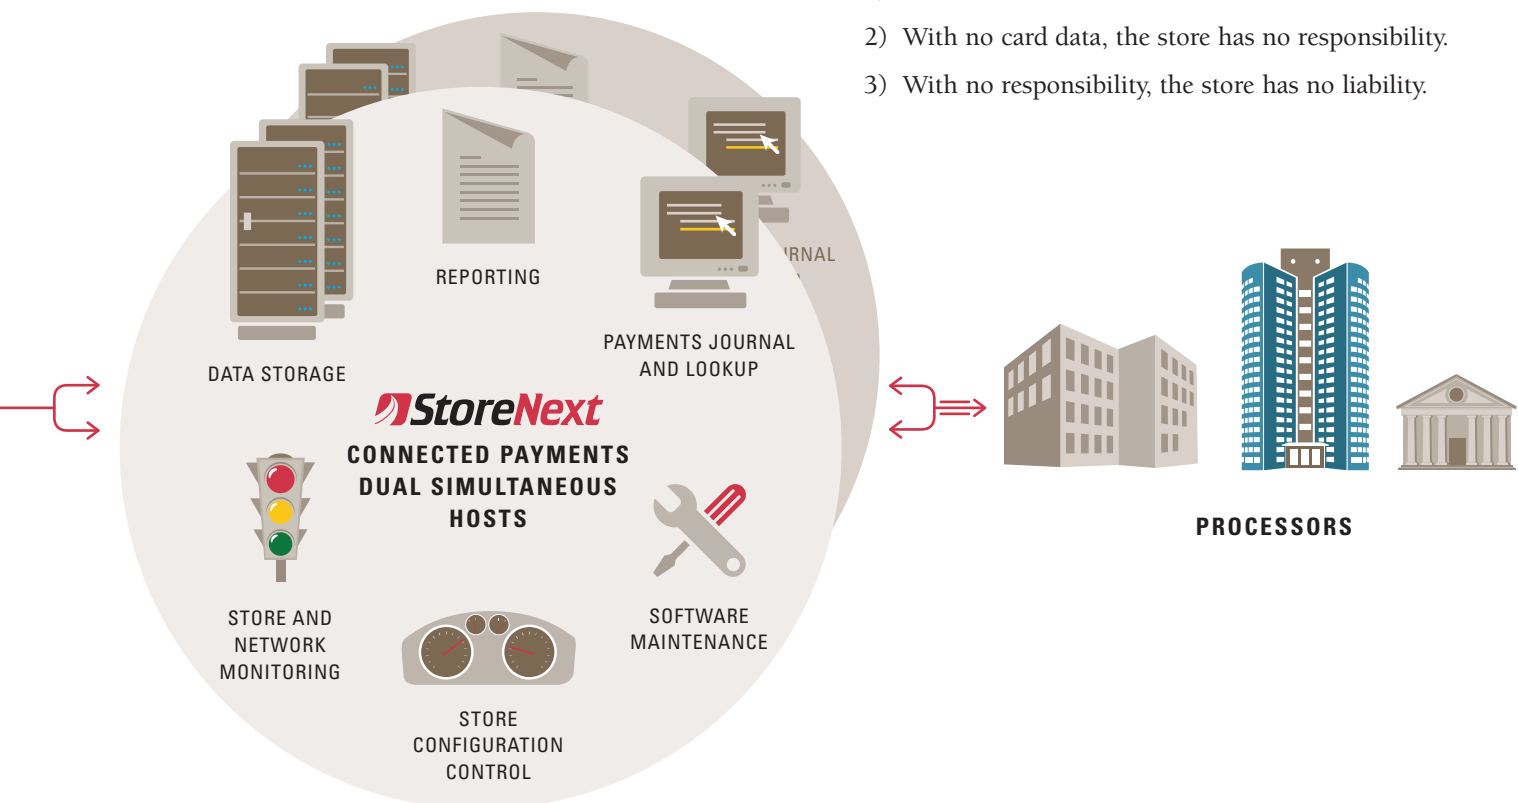 2) With no card data, the store has no responsibility.
3) With no responsibility, the store has no liability.
REPORTING
PAYMENTS JOURNAL
AND LOOKUP
DATA STORAGE
StoreNext
CONNECTED PAYMENTS
DUAL SIMULTANEOUS
HOSTS
STORE AND
NETWORK
MONITORING
SOFTWARE
MAINTENANCE
STORE
CONFIGURATION
CONTROL
PROCESSORS